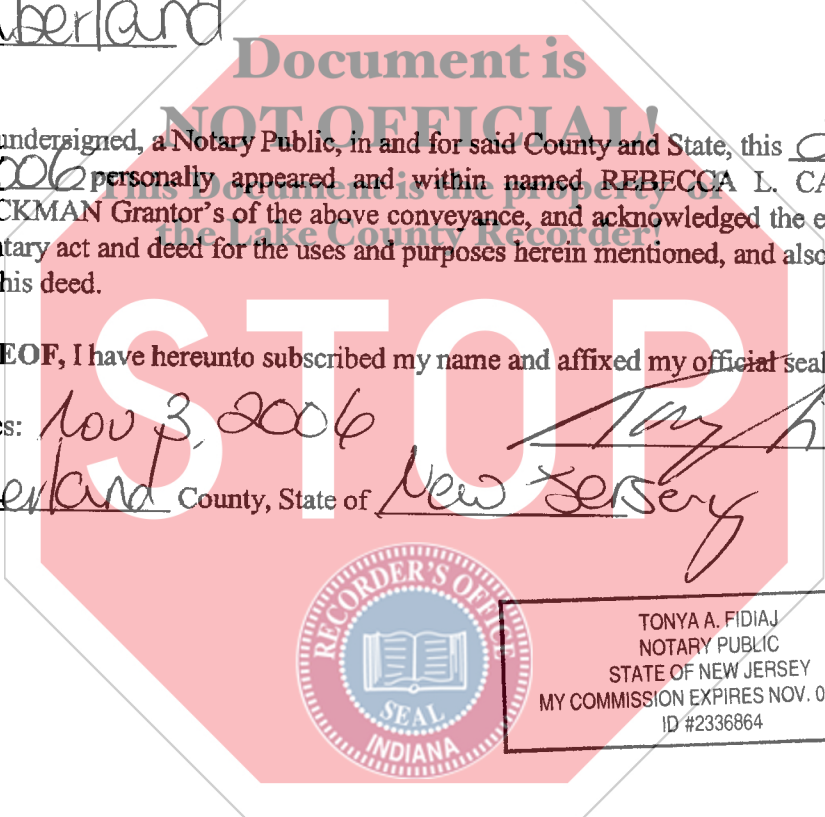 berland
Document is
NOT OFFICIAL!
undersigned, a Notary Public, in and for said County and State, this
006 personally appeared and within named REBECCA L. CA
This Document is the property of
CKMAN Grantor's of the above conveyance, and acknowledged the e
the Lake County Recorder!
tary act and deed for the uses and purposes herein mentioned, and also
his deed.
STOP
EOF, I have hereunto subscribed my name and affixed my official seal
es: Nov 3, 2006
erland County, State of New Jersey
RECORDER'S OFFICE
SEAL
INDIANA
TONYA A. FIDIAJ
NOTARY PUBLIC
STATE OF NEW JERSEY
MY COMMISSION EXPIRES NOV. 0
ID #2336864